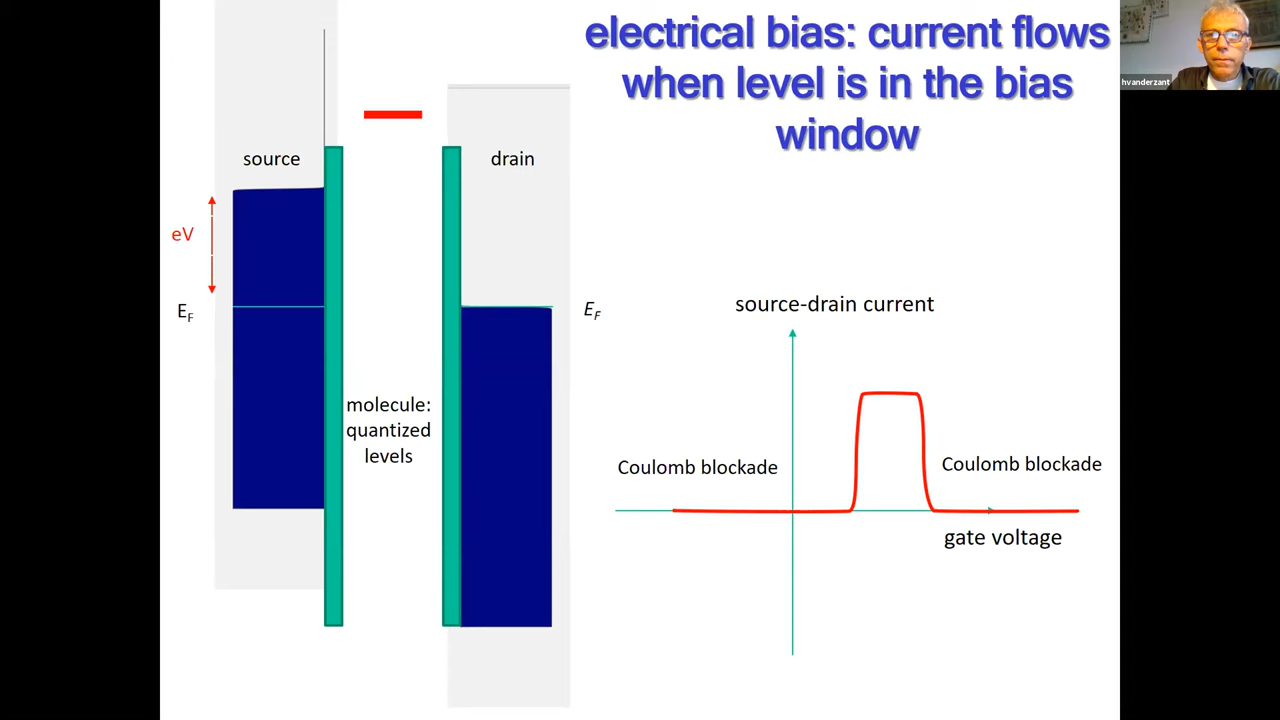 electrical bias: current flows
when level is in the bias
window
hvanderzant
source
drain
eV
E_F
E_F
molecule:
quantized
levels
source-drain current
Coulomb blockade
Coulomb blockade
gate voltage